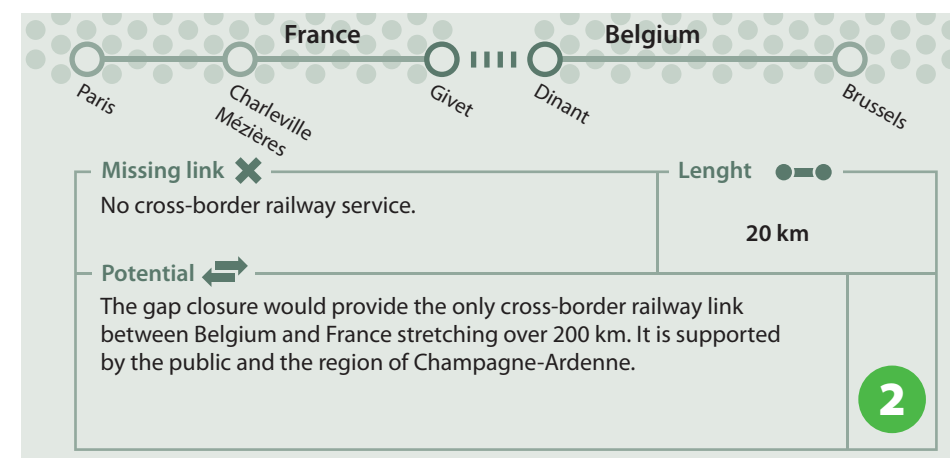 France
Belgium
Paris
Charleville
Mézières
Givet
Dinant
Brussels
Missing link
No cross-border railway service.
Lenght
20 km
Potential
The gap closure would provide the only cross-border railway link
between Belgium and France stretching over 200 km. It is supported
by the public and the region of Champagne-Ardenne.
2